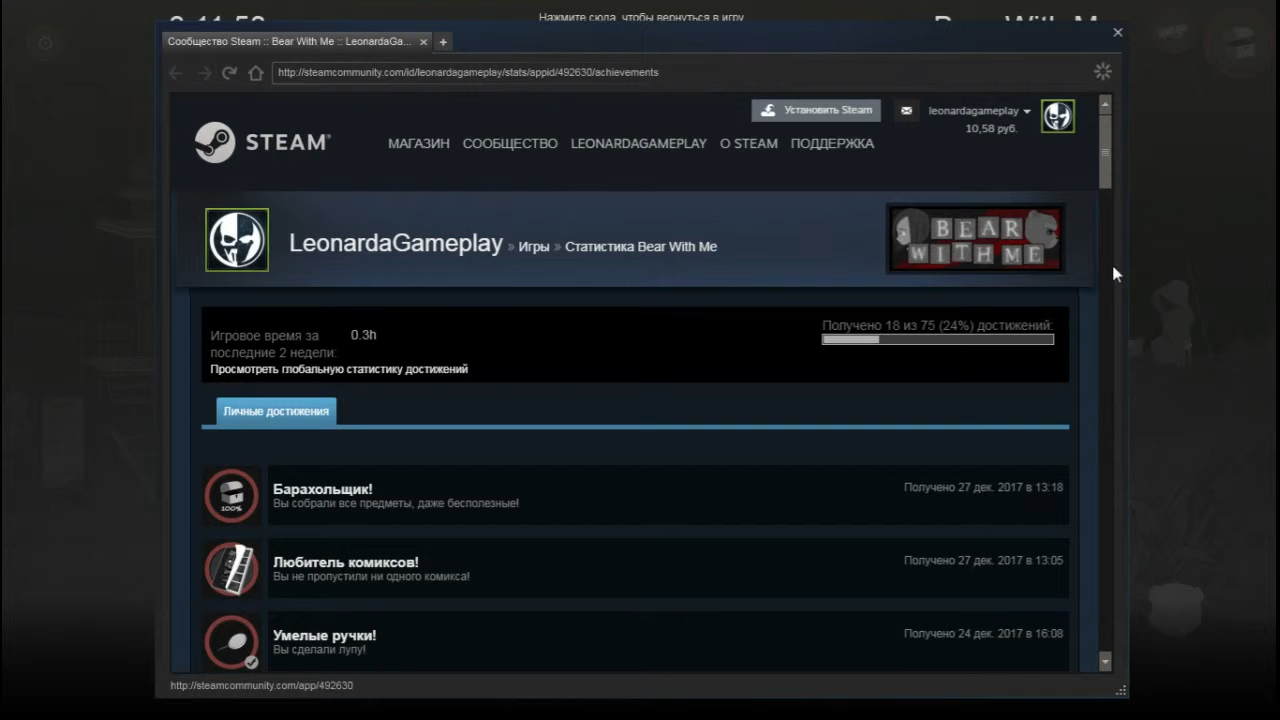 Нажмите сюда, чтобы вернуться в игру
Сообщество Steam :: Bear With Me :: LeonardaGa...
http://steamcommunity.com/id/leonardagameplay/stats/appid/492630/achievements
Установить Steam
leonardagameplay
10,58 руб.
STEAM®
МАГАЗИН СООБЩЕСТВО LEONARDAGAMEPLAY О STEAM ПОДДЕРЖКА
LeonardaGameplay » Игры » Статистика Bear With Me
BEAR
WITH ME
Игровое время за
последние 2 недели:
0.3h
Получено 18 из 75 (24%) достижений:
Просмотреть глобальную статистику достижений
Личные достижения
100%
Барахольщик!
Вы собрали все предметы, даже бесполезные!
Получено 27 дек. 2017 в 13:18
Любитель комиксов!
Вы не пропустили ни одного комикса!
Получено 27 дек. 2017 в 13:05
Умелые ручки!
Вы сделали лупу!
Получено 24 дек. 2017 в 16:08
http://steamcommunity.com/app/492630